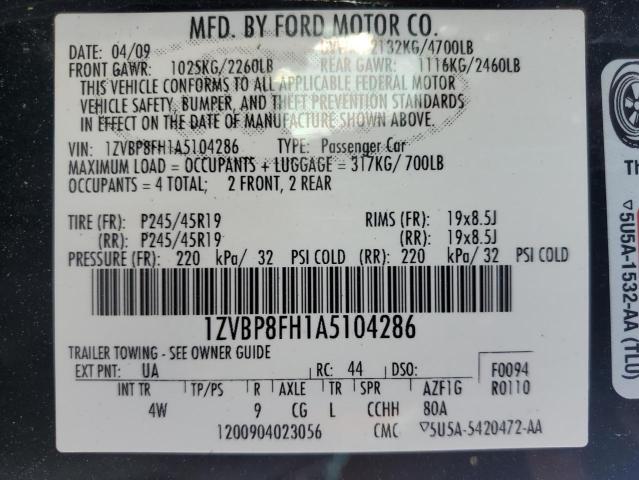 MFD. BY FORD MOTOR CO.
DATE: 04/09 GVWR: 2132KG/4700LB
FRONT GAWR: 1025KG/2260LB REAR GAWR: 1116KG/2460LB
THIS VEHICLE CONFORMS TO ALL APPLICABLE FEDERAL MOTOR
VEHICLE SAFETY, BUMPER, AND THEFT PREVENTION STANDARDS
IN EFFECT ON THE DATE OF MANUFACTURE SHOWN ABOVE.
VIN: 1ZVBP8FH1A5104286 TYPE: Passenger Car
MAXIMUM LOAD = OCCUPANTS + LUGGAGE = 317KG/700LB
OCCUPANTS = 4 TOTAL; 2 FRONT, 2 REAR
TIRE (FR): P245/45R19 RIMS (FR): 19x8.5J
(RR): P245/45R19 (RR): 19x8.5J
PRESSURE (FR): 220 kPa/ 32 PSI COLD (RR): 220 kPa/ 32 PSI COLD
1ZVBP8FH1A5104286
TRAILER TOWING - SEE OWNER GUIDE
EXT PNT: UA RC: 44 DSO: F0094
INT TR TP/PS R AXLE TR SPR AZF1G R0110
4W 9 CG L CCHH 80A
1200904023056 CMC ▽5U5A-5420472-AA
Th
▽5U5A-1532-AA (TLU)